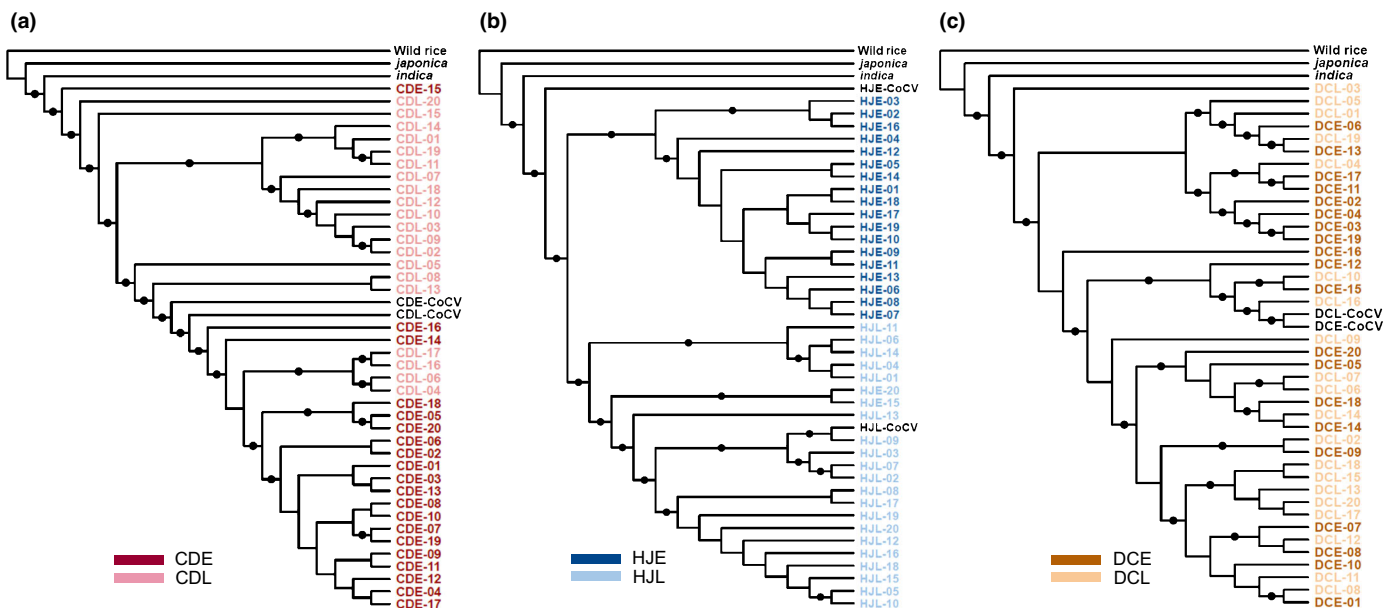 (a)
Wild rice
japonica
indica
CDE-15
CDL-20
CDL-15
CDL-14
CDL-01
CDL-19
CDL-11
CDL-07
CDL-18
CDL-12
CDL-10
CDL-03
CDL-09
CDL-02
CDL-05
CDL-08
CDL-13
CDE-CoCV
CDL-CoCV
CDE-16
CDE-14
CDL-17
CDL-16
CDL-06
CDL-04
CDE-18
CDE-05
CDE-20
CDE-06
CDE-02
CDE-01
CDE-03
CDE-13
CDE-08
CDE-10
CDE-07
CDE-19
CDE-09
CDE-11
CDE-12
CDE-04
CDE-17
CDE
CDL
(b)
Wild rice
japonica
indica
HJE-CoCV
HJE-03
HJE-02
HJE-16
HJE-04
HJE-12
HJE-05
HJE-14
HJE-01
HJE-18
HJE-17
HJE-19
HJE-10
HJE-09
HJE-11
HJE-13
HJE-06
HJE-08
HJE-07
HJL-11
HJL-06
HJL-14
HJL-04
HJL-01
HJE-20
HJE-15
HJL-13
HJL-CoCV
HJL-09
HJL-03
HJL-07
HJL-02
HJL-08
HJL-17
HJL-19
HJL-20
HJL-12
HJL-16
HJL-18
HJL-15
HJL-05
HJL-10
HJE
HJL
(c)
Wild rice
japonica
indica
DCL-03
DCL-05
DCL-01
DCE-06
DCL-19
DCE-13
DCL-04
DCE-17
DCE-11
DCE-02
DCE-04
DCE-03
DCE-19
DCE-16
DCE-12
DCL-10
DCE-15
DCL-16
DCL-CoCV
DCE-CoCV
DCL-09
DCE-20
DCE-05
DCL-07
DCL-06
DCE-18
DCL-14
DCE-14
DCL-02
DCE-09
DCL-18
DCL-15
DCL-13
DCL-20
DCL-17
DCE-07
DCL-12
DCE-08
DCE-10
DCL-11
DCL-08
DCE-01
DCE
DCL